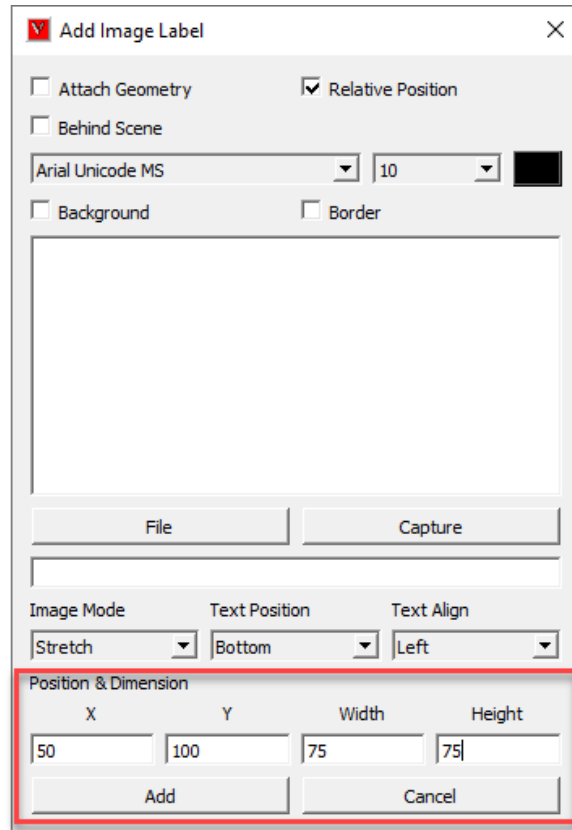 V Add Image Label
Attach Geometry Relative Position
Behind Scene
Arial Unicode MS 10
Background Border
File Capture
Image Mode Text Position Text Align
Stretch Bottom Left
Position & Dimension
X Y Width Height
50 100 75 75
Add Cancel